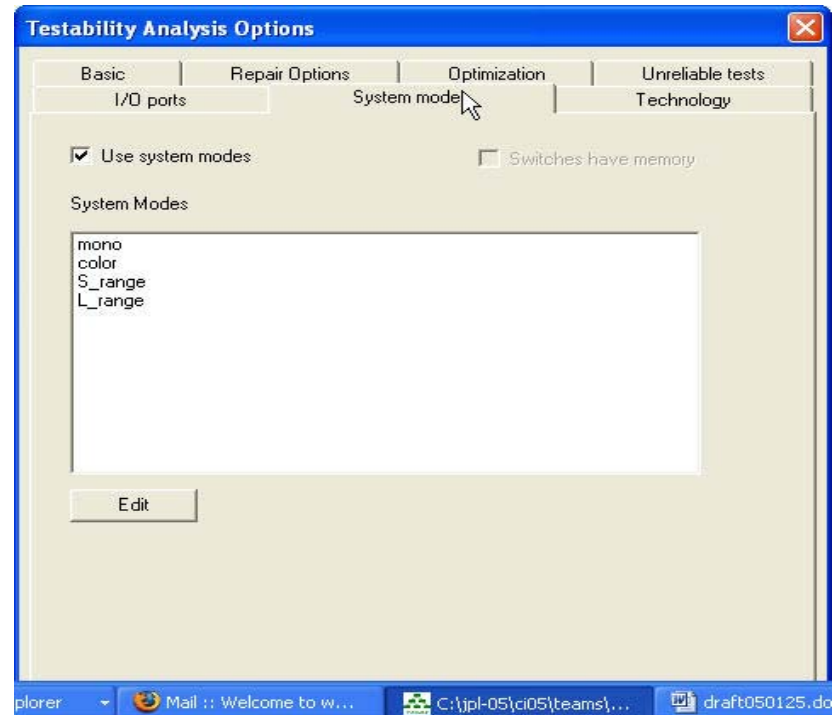 Testability Analysis Options
Basic Repair Options Optimization Unreliable tests
I/O ports System mode Technology
Use system modes Switches have memory
System Modes
mono
color
S_range
L_range
Edit
plorer Mail :: Welcome to w... C:\jpl-05\ci05\teams\... draft050125.do